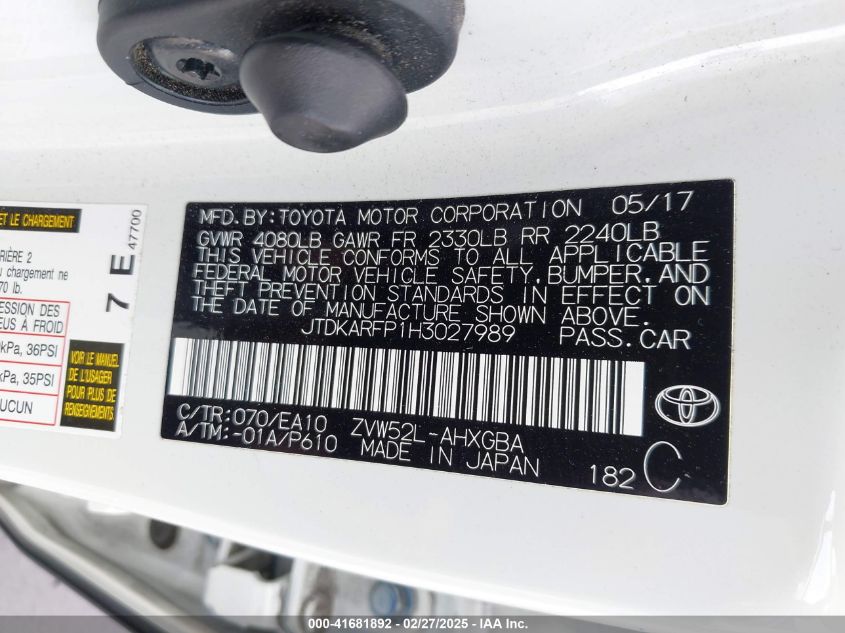 ET LE CHARGEMENT
RIÈRE 2
u chargement ne
70 lb.
ESSION DES
EUS À FROID
kPa, 36PSI
kPa, 35PSI
UCUN
7 E
47700
VOIR LE MANUEL
DE L'USAGER
POUR PLUS DE
RENSEIGNEMENTS
MFD.BY:TOYOTA MOTOR CORPORATION 05/17
GVWR 4080LB GAWR FR 2330LB RR 2240LB
THIS VEHICLE CONFORMS TO ALL APPLICABLE
FEDERAL MOTOR VEHICLE SAFETY,BUMPER,AND
THEFT PREVENTION STANDARDS IN EFFECT ON
THE DATE OF MANUFACTURE SHOWN ABOVE.
JTDKARFP1H3027989 PASS.CAR
C/TR:070/EA10 ZVW52L-AHXGBA
A/TM:-01A/P610 MADE IN JAPAN
182 C
000-41681892 - 02/27/2025 - IAAI Inc.